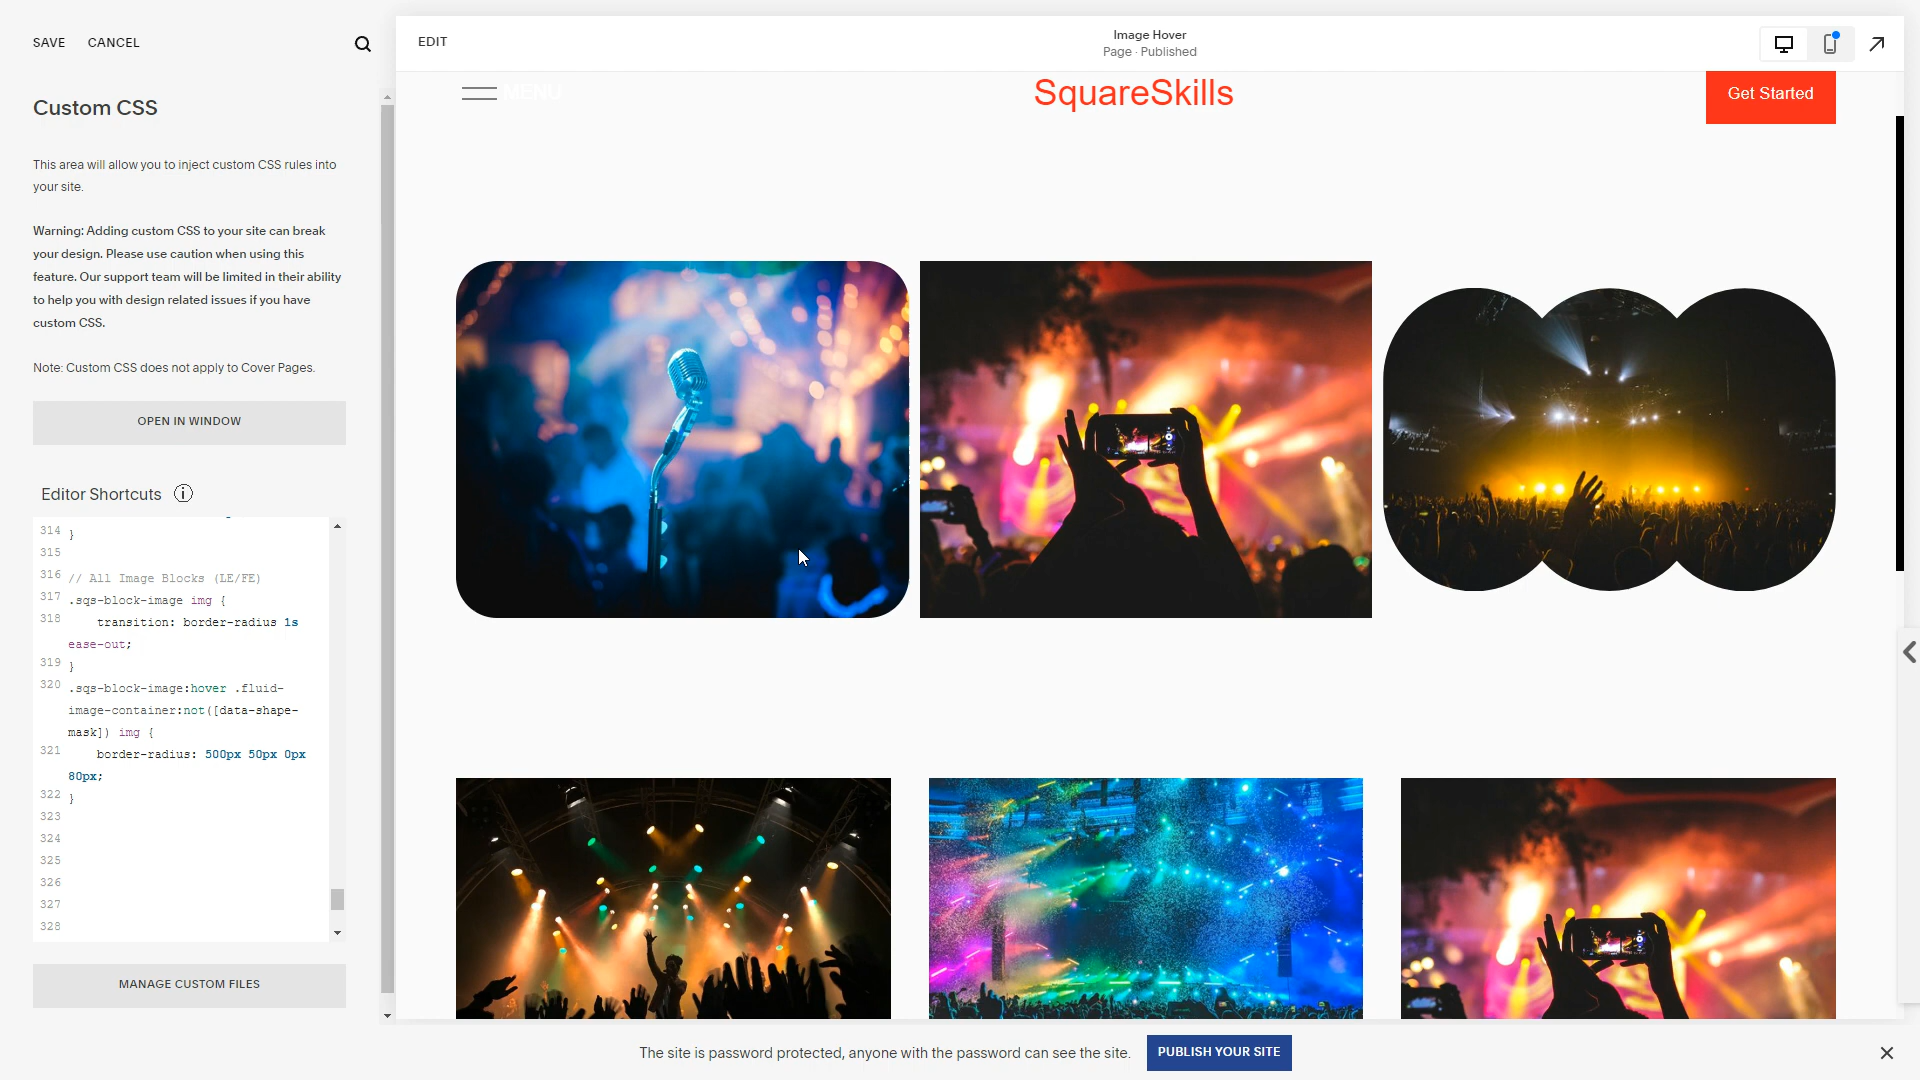 SAVE CANCEL
EDIT
Image Hover
Page · Published
MENU
SquareSkills
Get Started
Custom CSS
This area will allow you to inject custom CSS rules into
your site.
Warning: Adding custom CSS to your site can break
your design. Please use caution when using this
feature. Our support team will be limited in their ability
to help you with design related issues if you have
custom CSS.
Note: Custom CSS does not apply to Cover Pages.
OPEN IN WINDOW
Editor Shortcuts
314 }
315
316 // All Image Blocks (LE/FE)
317 .sqs-block-image img {
318 transition: border-radius 1s
ease-out;
319 }
320 .sqs-block-image:hover .fluid-
image-container:not([data-shape-
mask]) img {
321 border-radius: 500px 50px 0px
80px;
322 }
323
324
325
326
327
328
MANAGE CUSTOM FILES
The site is password protected, anyone with the password can see the site.
PUBLISH YOUR SITE